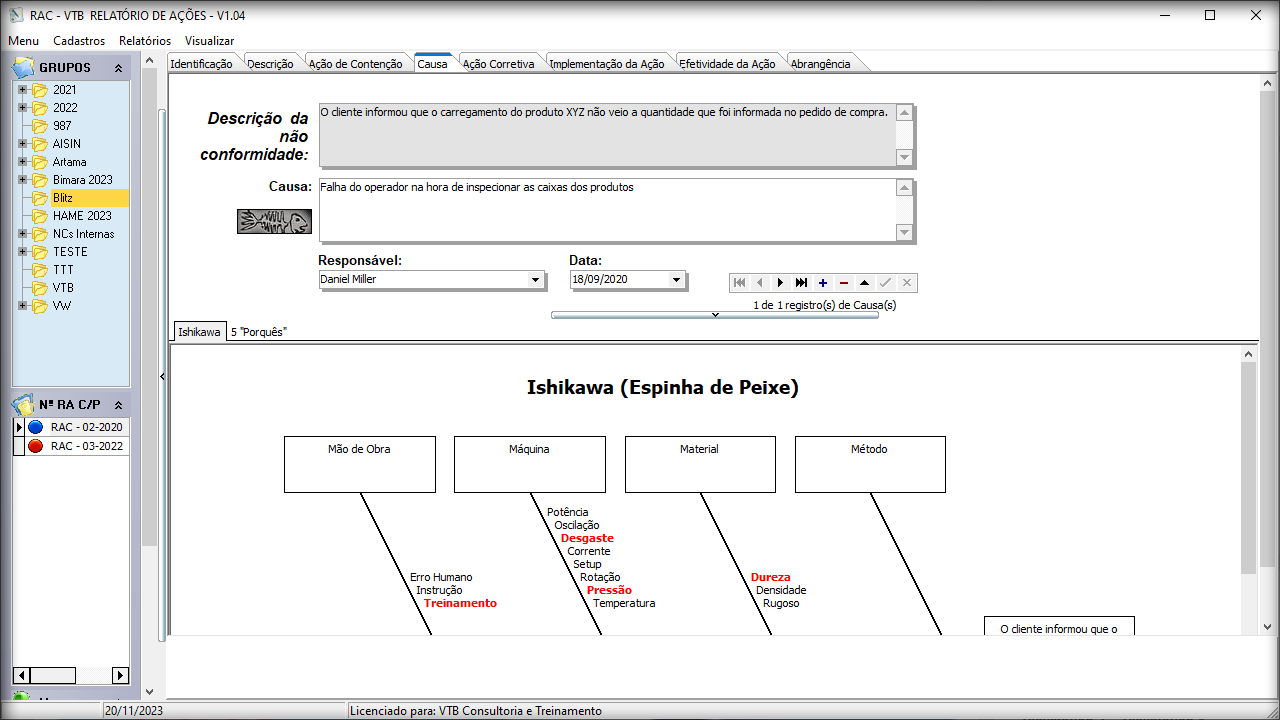 RAC - VTB RELATÓRIO DE AÇÕES - V1.04
Menu Cadastros Relatórios Visualizar
GRUPOS
2021
2022
987
AISIN
Artama
Bimara 2023
Blitz
HAME 2023
NCs Internas
TESTE
TTT
VTB
VW
Nº RA C/P
RAC - 02-2020
RAC - 03-2022
Identificação Descrição Ação de Contenção Causa Ação Corretiva Implementação da Ação Efetividade da Ação Abrangência
Descrição da
não
conformidade:
O cliente informou que o carregamento do produto XYZ não veio a quantidade que foi informada no pedido de compra.
Causa:
Falha do operador na hora de inspecionar as caixas dos produtos
Responsável:
Daniel Miller
Data:
18/09/2020
1 de 1 registro(s) de Causa(s)
Ishikawa 5 "Porquês"
Ishikawa (Espinha de Peixe)
Mão de Obra
Máquina
Material
Método
Erro Humano
Instrução
Treinamento
Potência
Oscilação
Desgaste
Corrente
Setup
Rotação
Pressão
Temperatura
Dureza
Densidade
Rugoso
O cliente informou que o
20/11/2023
Licenciado para: VTB Consultoria e Treinamento